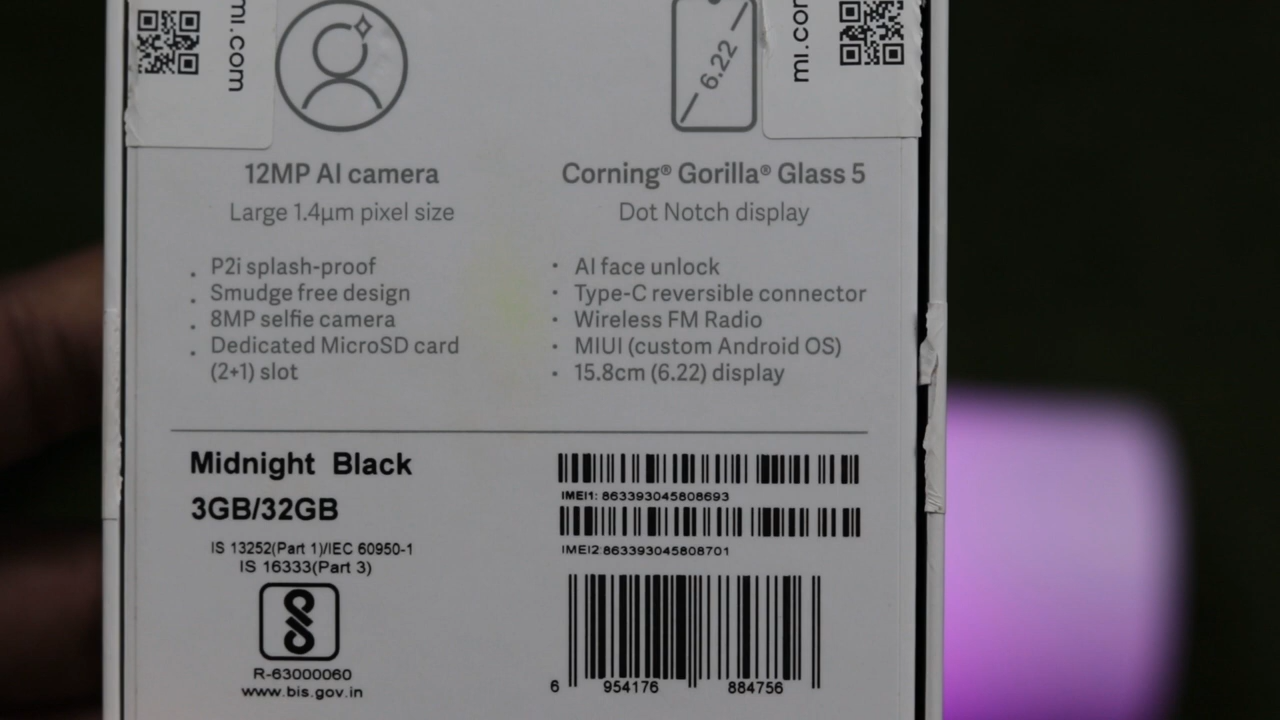 mi.com
6.22
mi.com
12MP AI camera
Large 1.4µm pixel size
Corning® Gorilla® Glass 5
Dot Notch display
. P2i splash-proof
. Smudge free design
. 8MP selfie camera
. Dedicated MicroSD card
(2+1) slot
· AI face unlock
· Type-C reversible connector
· Wireless FM Radio
· MIUI (custom Android OS)
· 15.8cm (6.22) display
Midnight Black
3GB/32GB
IS 13252(Part 1)/IEC 60950-1
IS 16333(Part 3)
R-63000060
www.bis.gov.in
IMEI1: 863393045808693
IMEI2:863393045808701
6 954176 884756